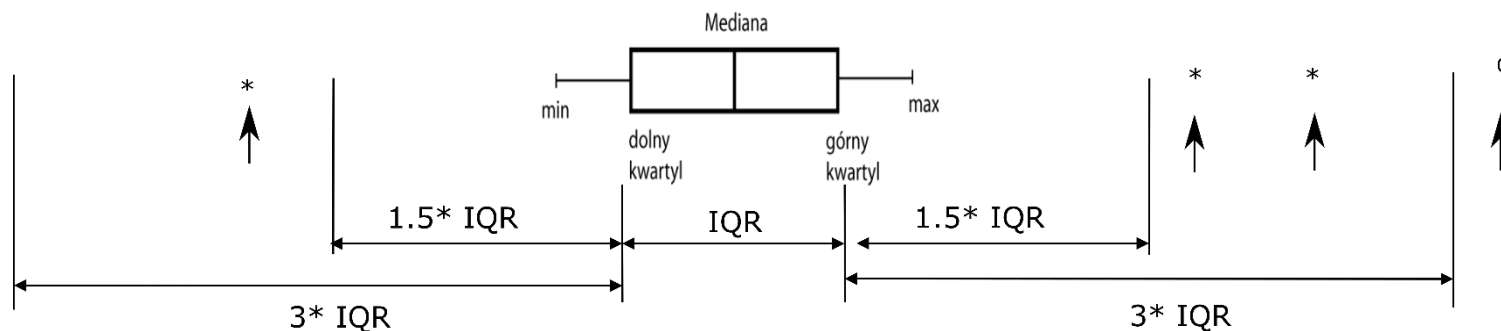 Mediana
*
*
*
min
max
dolny
kwartyl
górny
kwartyl
1.5* IQR
IQR
1.5* IQR
3* IQR
3* IQR